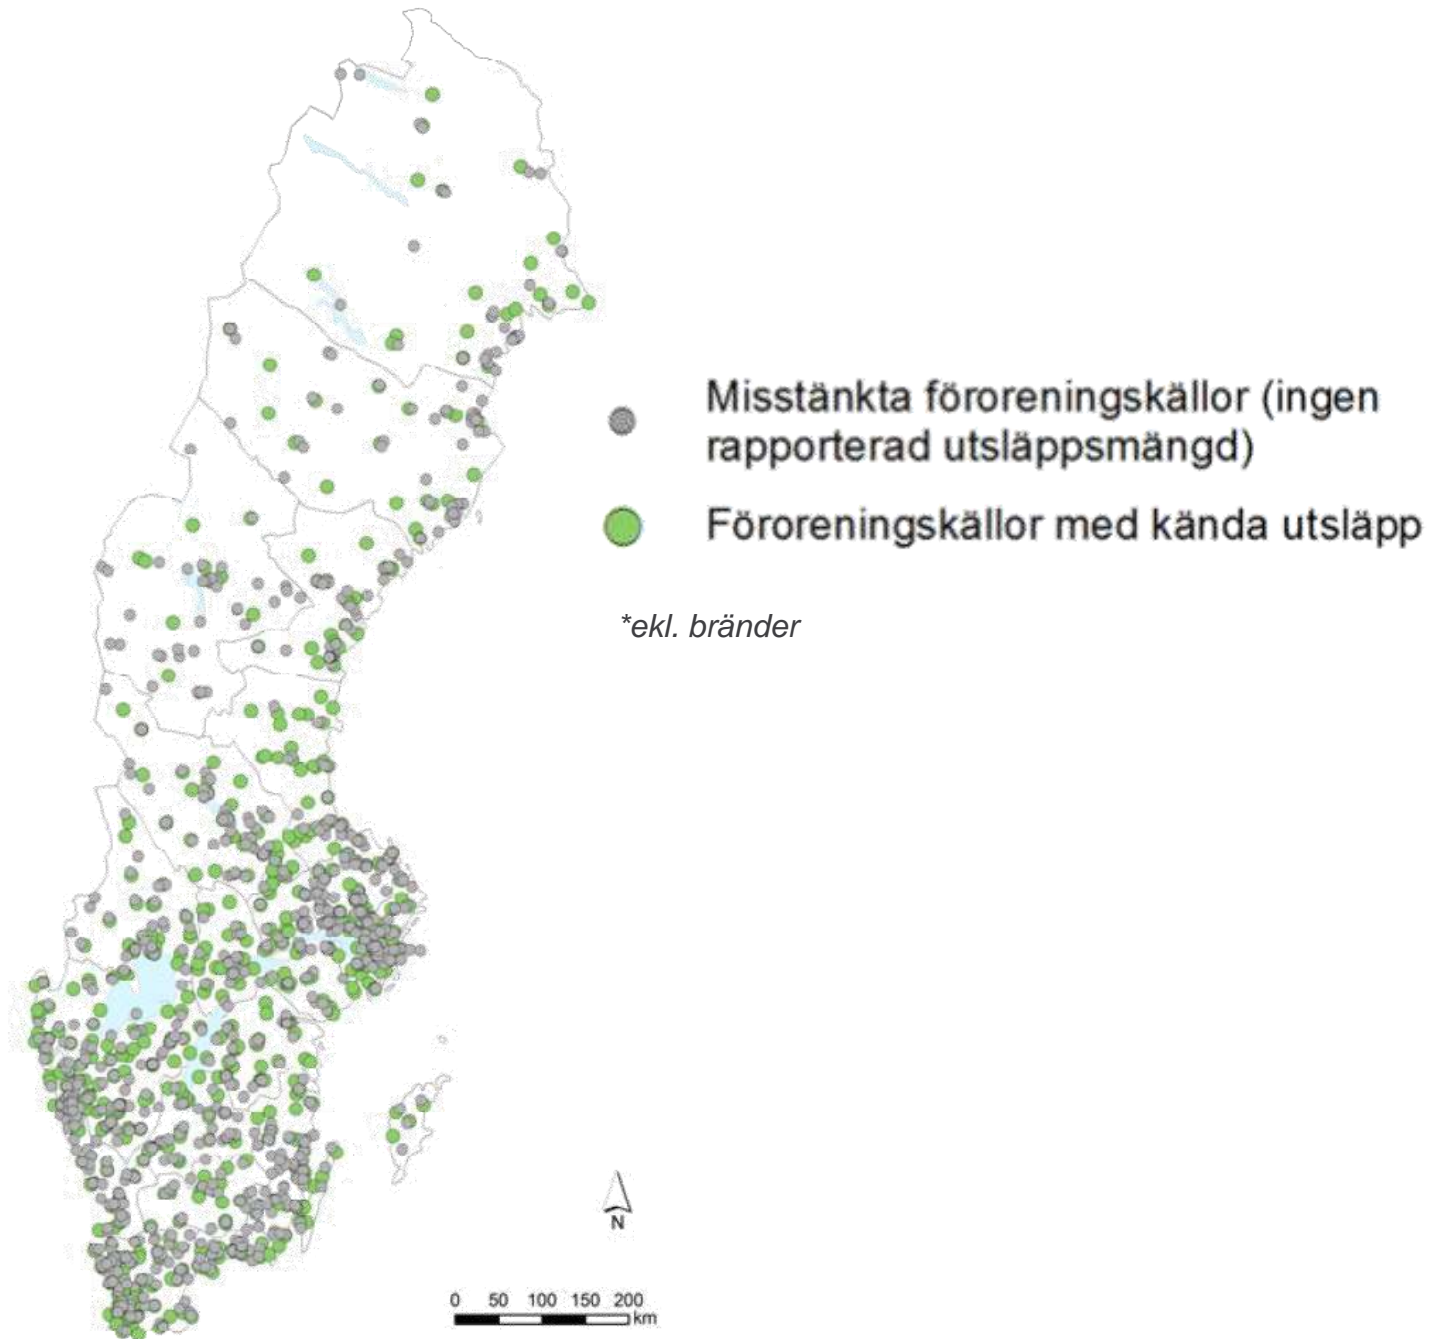 Misstänkta föroreningskällor (ingen
rapporterad utsläppsmängd)
Föroreningskällor med kända utsläpp
*ekl. bränder
N
0 50 100 150 200
km